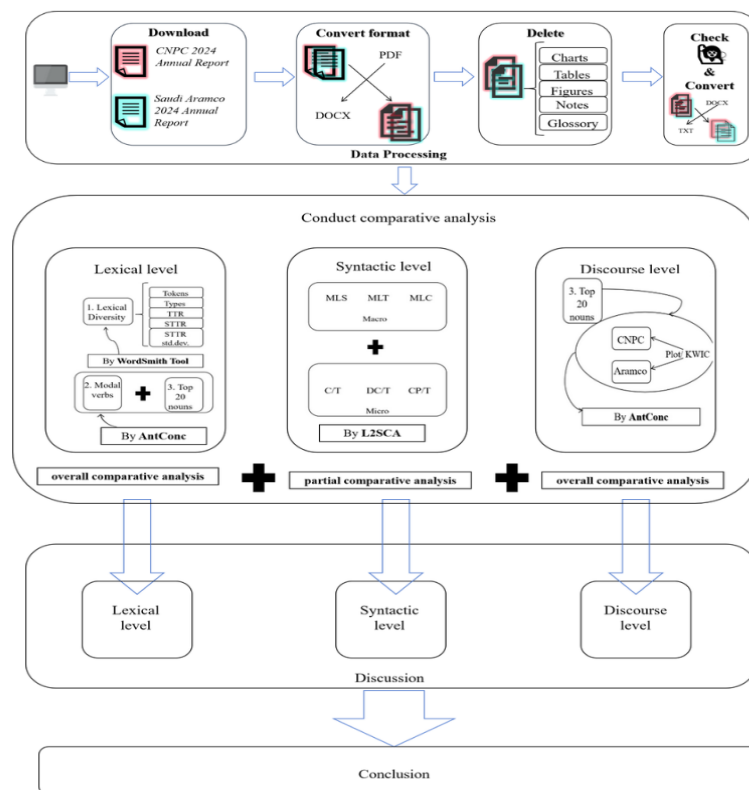 Download
CNPC 2024
Annual Report
Saudi Aramco
2024 Annual
Report
Convert format
PDF
DOCX
Delete
Charts
Tables
Figures
Notes
Glossory
Check
&
Convert
DOCX
TXT
Data Processing
Conduct comparative analysis
Lexical level
1. Lexical
Diversity
Tokens
Types
TTR
STTR
STTR
std.dev.
By WordSmith Tool
2. Modal
verbs
3. Top
20
nouns
By AntConc
Syntactic level
MLS MLT MLC
Macro
C/T DC/T CP/T
Micro
By L2SCA
Discourse level
3. Top
20
nouns
CNPC
Plot/ KWIC
Aramco
By AntConc
overall comparative analysis
partial comparative analysis
overall comparative analysis
Lexical
level
Syntactic
level
Discourse
level
Discussion
Conclusion